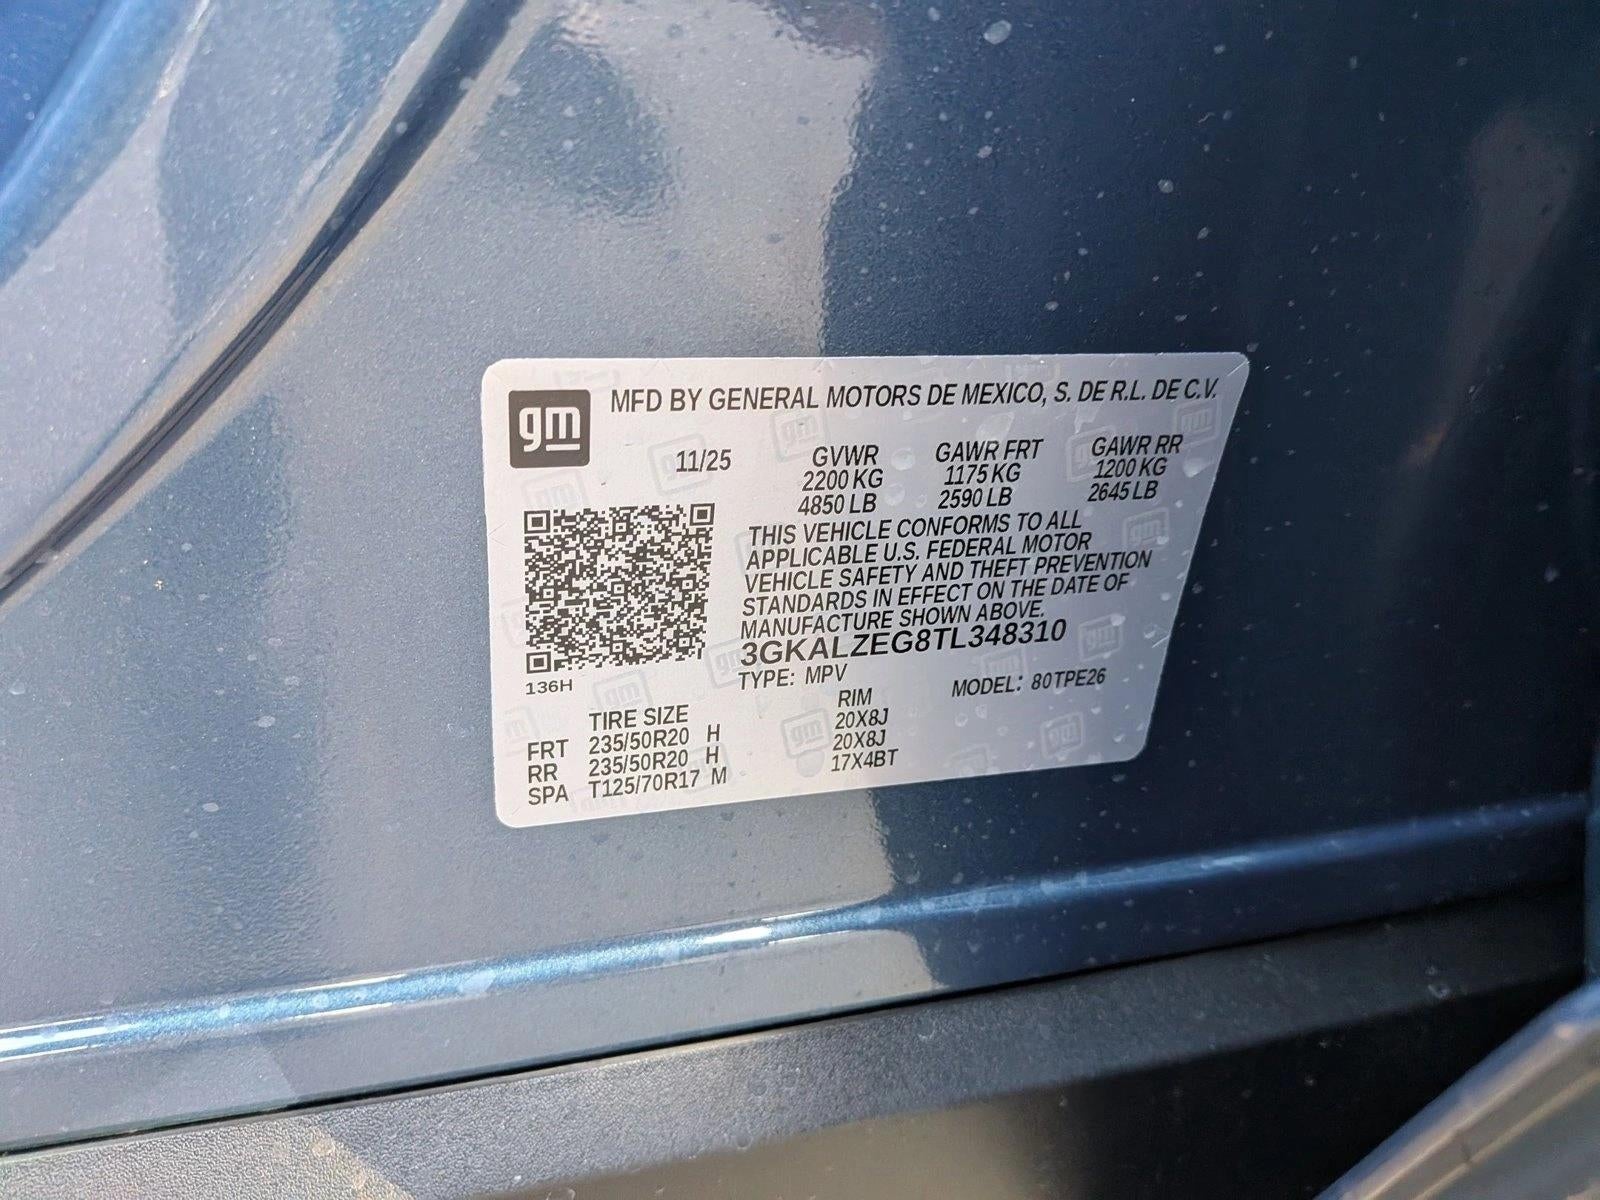 gm MFD BY GENERAL MOTORS DE MEXICO, S. DE R.L. DE C.V.
11/25 GVWR GAWR FRT GAWR RR
2200 KG 1175 KG 1200 KG
4850 LB 2590 LB 2645 LB
THIS VEHICLE CONFORMS TO ALL
APPLICABLE U.S. FEDERAL MOTOR
VEHICLE SAFETY AND THEFT PREVENTION
STANDARDS IN EFFECT ON THE DATE OF
MANUFACTURE SHOWN ABOVE.
3GKALZEG8TL348310
136H
TYPE: MPV MODEL: 80TPE26
TIRE SIZE RIM
FRT 235/50R20 H 20X8J
RR 235/50R20 H 20X8J
SPA T125/70R17 M 17X4BT